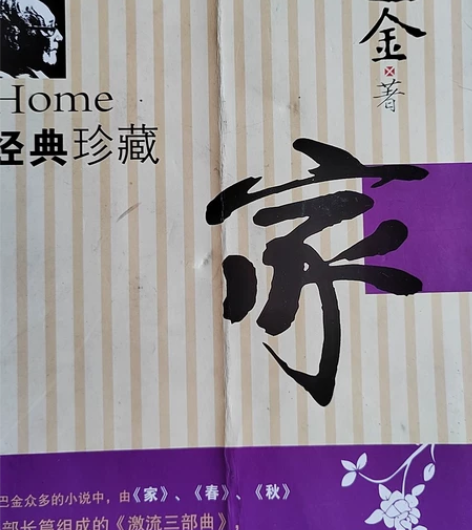 Home
经典珍藏
金
著
家
巴金众多的小说中，由《家》、《春》、《秋》
部长篇组成的《激流三部曲》，